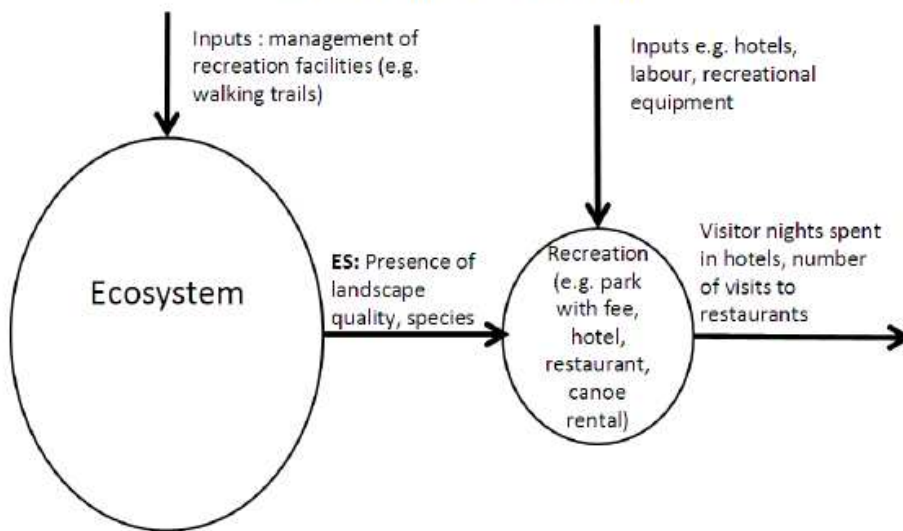 Inputs : management of
recreation facilities (e.g.
walking trails)
Inputs e.g. hotels,
labour, recreational
equipment
Ecosystem
ES: Presence of
landscape
quality, species
Recreation
(e.g. park
with fee,
hotel,
restaurant,
canoe
rental)
Visitor nights spent
in hotels, number
of visits to
restaurants